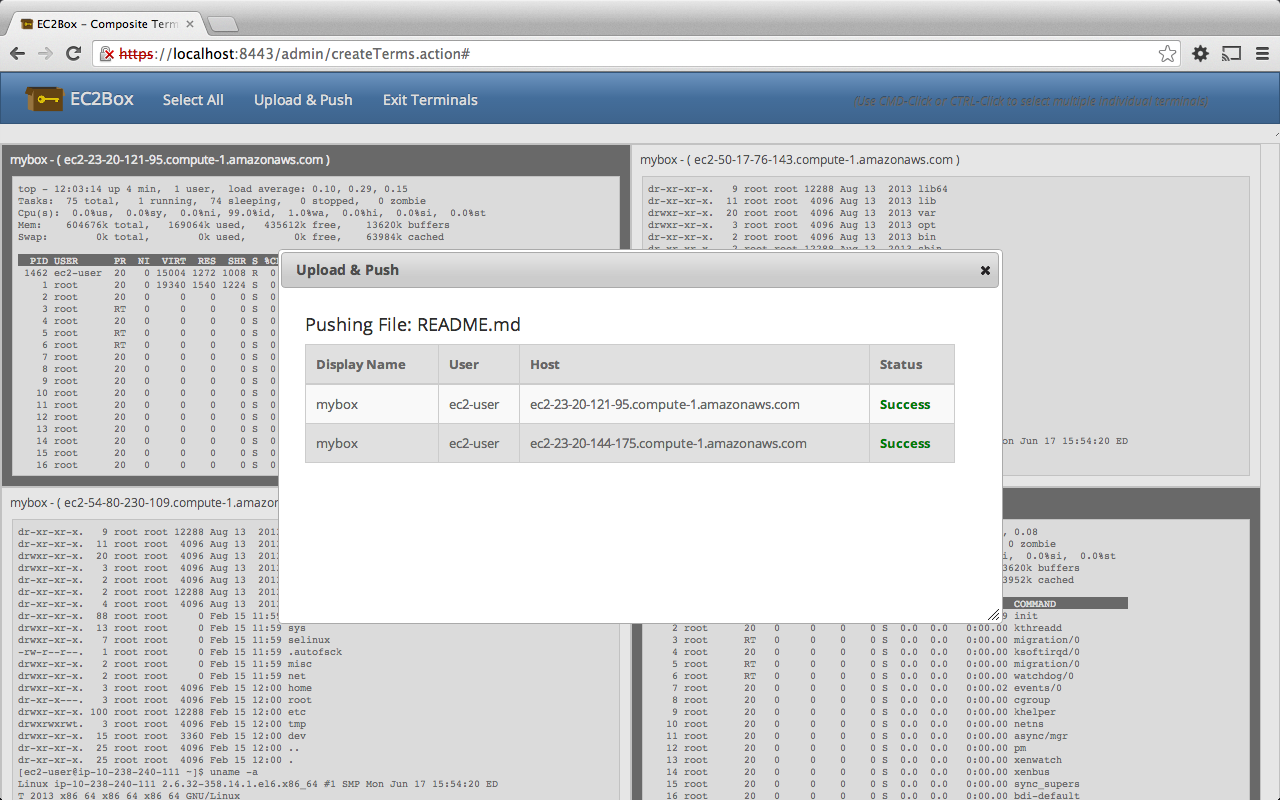 EC2Box - Composite Term
https://localhost:8443/admin/createTerms.action#
EC2Box Select All Upload & Push Exit Terminals (Use CMD-Click or CTRL-Click to select multiple individual terminals)
mybox - ( ec2-23-20-121-95.compute-1.amazonaws.com )
top - 12:03:14 up 4 min, 1 user, load average: 0.10, 0.29, 0.15
Tasks: 75 total, 1 running, 74 sleeping, 0 stopped, 0 zombie
Cpu(s): 0.0%us, 0.0%sy, 0.0%ni, 99.0%id, 1.0%wa, 0.0%hi, 0.0%si, 0.0%st
Mem: 604676k total, 169064k used, 435612k free, 13620k buffers
Swap: 0k total, 0k used, 0k free, 63984k cached
PID USER PR NI VIRT RES SHR S %C
1462 ec2-user 20 0 15004 1272 1008 R 0
1 root 20 0 19340 1540 1224 S 0
2 root 20 0 0 0 0 S 0
3 root RT 0 0 0 0 S 0
4 root 20 0 0 0 0 S 0
5 root RT 0 0 0 0 S 0
6 root RT 0 0 0 0 S 0
7 root 20 0 0 0 0 S 0
8 root 20 0 0 0 0 S 0
9 root 20 0 0 0 0 S 0
10 root 20 0 0 0 0 S 0
11 root 20 0 0 0 0 S 0
12 root 20 0 0 0 0 S 0
13 root 20 0 0 0 0 S 0
14 root 20 0 0 0 0 S 0
15 root 20 0 0 0 0 S 0
16 root 20 0 0 0 0 S 0
mybox - ( ec2-50-17-76-143.compute-1.amazonaws.com )
dr-xr-xr-x. 9 root root 12288 Aug 13 2013 lib64
dr-xr-xr-x. 11 root root 4096 Aug 13 2013 lib
drwxr-xr-x. 20 root root 4096 Aug 13 2013 var
drwxr-xr-x. 3 root root 4096 Aug 13 2013 opt
dr-xr-xr-x. 2 root root 4096 Aug 13 2013 bin
dr-xr-xr-x. 2 root root 12288 Aug 13 2013 sbin
on Jun 17 15:54:20 ED
Upload & Push
Pushing File: README.md
Display Name User Host Status
mybox ec2-user ec2-23-20-121-95.compute-1.amazonaws.com Success
mybox ec2-user ec2-23-20-144-175.compute-1.amazonaws.com Success
mybox - ( ec2-54-80-230-109.compute-1.amazon
dr-xr-xr-x. 9 root root 12288 Aug 13 2013
dr-xr-xr-x. 11 root root 4096 Aug 13 2013
drwxr-xr-x. 20 root root 4096 Aug 13 2013
drwxr-xr-x. 3 root root 4096 Aug 13 2013
dr-xr-xr-x. 2 root root 4096 Aug 13 2013
dr-xr-xr-x. 2 root root 12288 Aug 13 2013
dr-xr-xr-x. 4 root root 4096 Aug 13 2013
dr-xr-xr-x. 88 root root 0 Feb 15 11:59
drwxr-xr-x. 13 root root 0 Feb 15 11:59 sys
drwxr-xr-x. 7 root root 0 Feb 15 11:59 selinux
-rw-r--r--. 1 root root 0 Feb 15 11:59 .autofsck
drwxr-xr-x. 2 root root 0 Feb 15 11:59 misc
drwxr-xr-x. 2 root root 0 Feb 15 11:59 net
drwxr-xr-x. 3 root root 4096 Feb 15 12:00 home
dr-xr-x---. 3 root root 4096 Feb 15 12:00 root
drwxr-xr-x. 100 root root 12288 Feb 15 12:00 etc
drwxrwxrwt. 3 root root 4096 Feb 15 12:00 tmp
drwxr-xr-x. 15 root root 3360 Feb 15 12:00 dev
dr-xr-xr-x. 25 root root 4096 Feb 15 12:00 ..
dr-xr-xr-x. 25 root root 4096 Feb 15 12:00 .
[ec2-user@ip-10-238-240-111 ~]$ uname -a
Linux ip-10-238-240-111 2.6.32-358.14.1.el6.x86_64 #1 SMP Mon Jun 17 15:54:20 ED
T 2013 x86_64 x86_64 x86_64 GNU/Linux
, 0.08
0 zombie
i, 0.0%si, 0.0%st
3620k buffers
3952k cached
COMMAND
9 init
2 root 20 0 0 0 0 S 0.0 0.0 0:00.00 kthreadd
3 root RT 0 0 0 0 S 0.0 0.0 0:00.00 migration/0
4 root 20 0 0 0 0 S 0.0 0.0 0:00.00 ksoftirqd/0
5 root RT 0 0 0 0 S 0.0 0.0 0:00.00 migration/0
6 root RT 0 0 0 0 S 0.0 0.0 0:00.00 watchdog/0
7 root 20 0 0 0 0 S 0.0 0.0 0:00.02 events/0
8 root 20 0 0 0 0 S 0.0 0.0 0:00.00 cgroup
9 root 20 0 0 0 0 S 0.0 0.0 0:00.00 khelper
10 root 20 0 0 0 0 S 0.0 0.0 0:00.00 netns
11 root 20 0 0 0 0 S 0.0 0.0 0:00.00 async/mgr
12 root 20 0 0 0 0 S 0.0 0.0 0:00.00 pm
13 root 20 0 0 0 0 S 0.0 0.0 0:00.00 xenwatch
14 root 20 0 0 0 0 S 0.0 0.0 0:00.00 xenbus
15 root 20 0 0 0 0 S 0.0 0.0 0:00.00 sync_supers
16 root 20 0 0 0 0 S 0.0 0.0 0:00.00 bdi-default